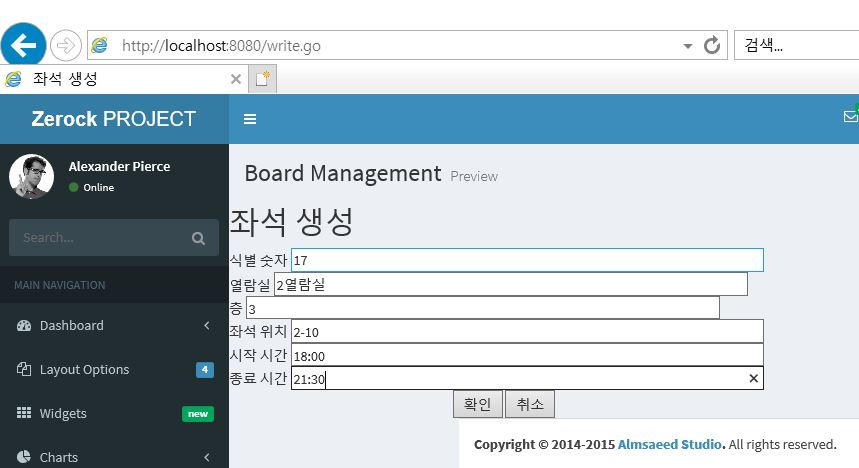 http://localhost:8080/write.go
검색...
좌석 생성
Zerock PROJECT
Alexander Pierce
Online
Search...
MAIN NAVIGATION
Dashboard
Layout Options 4
Widgets new
Charts
Board Management Preview
좌석 생성
식별 숫자 17
열람실 2열람실
층 3
좌석 위치 2-10
시작 시간 18:00
종료 시간 21:30
확인 취소
Copyright © 2014-2015 Almsaeed Studio. All rights reserved.